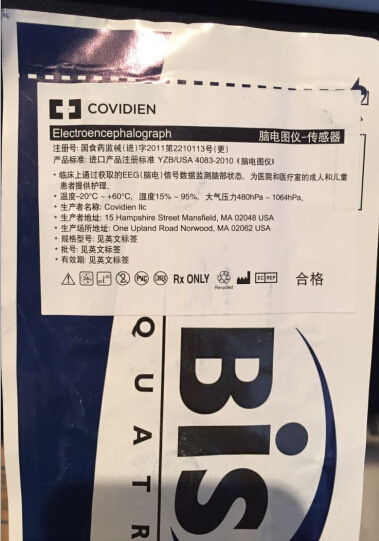 COVIDIEN
Electroencephalograph 脑电图仪-传感器
注册号: 国食药监械(进)字2011第2210113号(更)
产品标准: 进口产品注册标准 YZB/USA 4083-2010《脑电图仪》
• 临床上通过获取的EEG(脑电)信号数据监测脑部状态,为医院和医疗室的成人和儿童
患者提供护理.
• 温度-20°C ~ +60°C, 湿度15% ~ 95%, 大气压力480hPa ~ 1064hPa,
• 生产者名称: Covidien llc
• 生产者地址: 15 Hampshire Street Mansfield, MA 02048 USA
• 生产场所地址: One Upland Road Norwood, MA 02062 USA
• 规格型号: 见英文标签
• 批号: 见英文标签
• 有效期: 见英文标签
PVC Rx ONLY Recycled EC REP 合格
BIS
QUATR